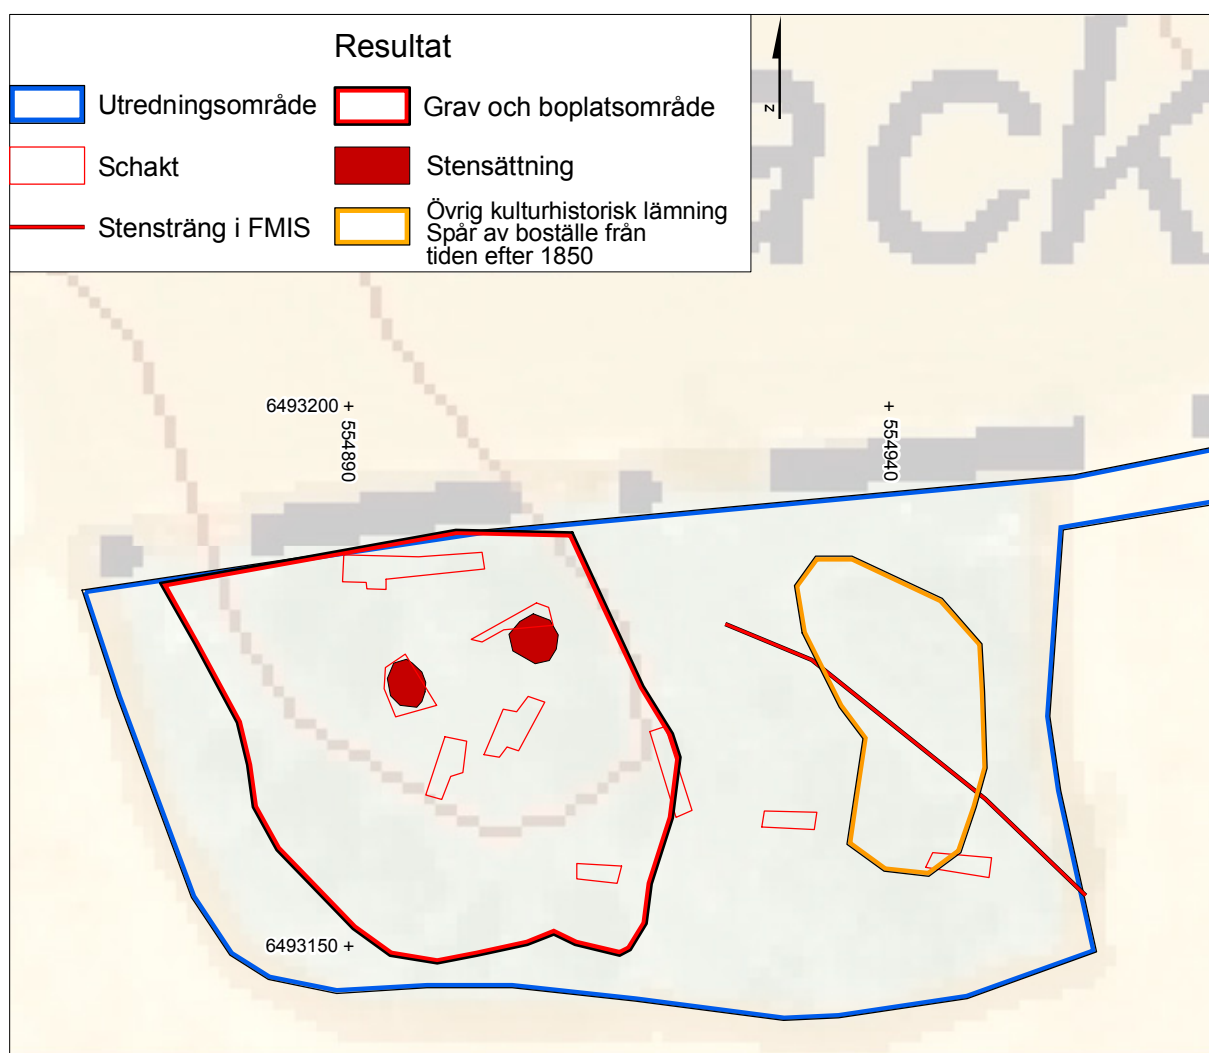 Resultat
Utredningsområde
Schakt
Stensträng i FMIS
Grav och boplatsområde
Stensättning
Övrig kulturhistorisk lämning
Spår av boställe från
tiden efter 1850
z
ack
6493200 +
554890
+
554940
6493150 +